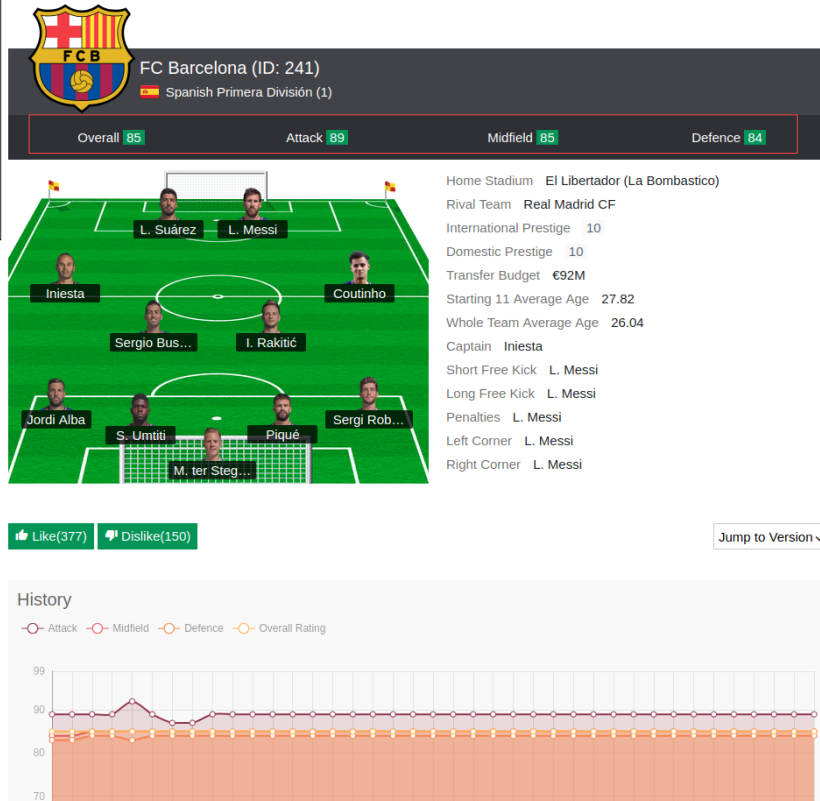 FCB
FC Barcelona (ID: 241)
Spanish Primera División (1)
Overall 85 Attack 89 Midfield 85 Defence 84
L. Suárez L. Messi
Iniesta Coutinho
Sergio Bus… I. Rakitić
Jordi Alba S. Umtiti Piqué Sergi Rob…
M. ter Steg…
Home Stadium El Libertador (La Bombastico)
Rival Team Real Madrid CF
International Prestige 10
Domestic Prestige 10
Transfer Budget €92M
Starting 11 Average Age 27.82
Whole Team Average Age 26.04
Captain Iniesta
Short Free Kick L. Messi
Long Free Kick L. Messi
Penalties L. Messi
Left Corner L. Messi
Right Corner L. Messi
Like(377) Dislike(150) Jump to Version
History
Attack Midfield Defence Overall Rating
99
90
80
70